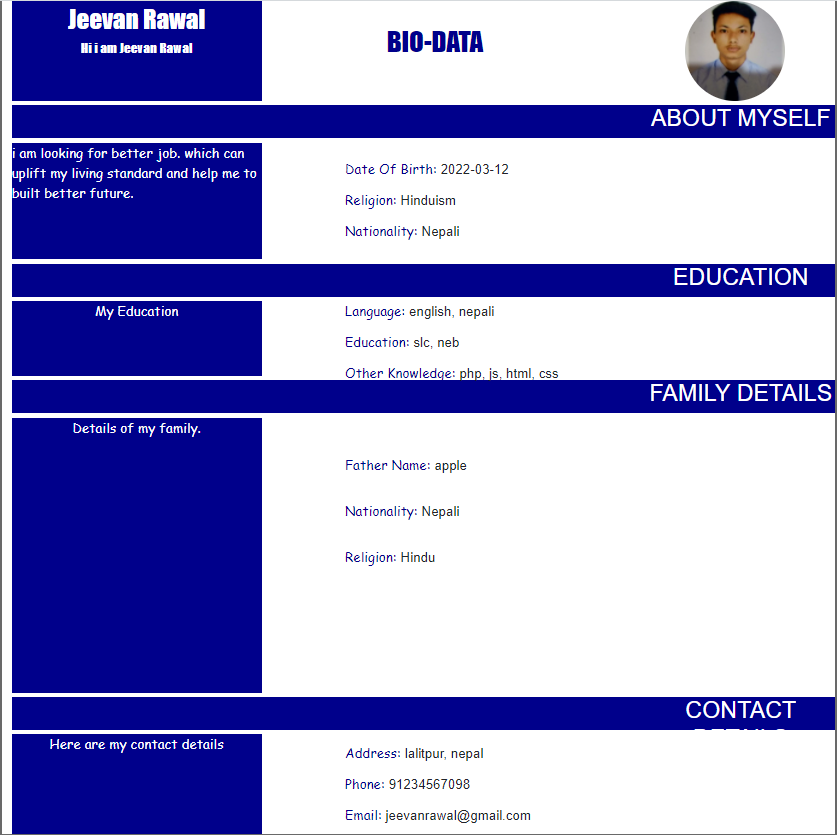 Jeevan Rawal
Hi i am Jeevan Rawal
BIO-DATA
ABOUT MYSELF
i am looking for better job. which can
uplift my living standard and help me to
built better future.
Date Of Birth: 2022-03-12
Religion: Hinduism
Nationality: Nepali
EDUCATION
My Education
Language: english, nepali
Education: slc, neb
Other Knowledge: php, js, html, css
FAMILY DETAILS
Details of my family.
Father Name: apple
Nationality: Nepali
Religion: Hindu
CONTACT
Here are my contact details
Address: lalitpur, nepal
Phone: 91234567098
Email: jeevanrawal@gmail.com